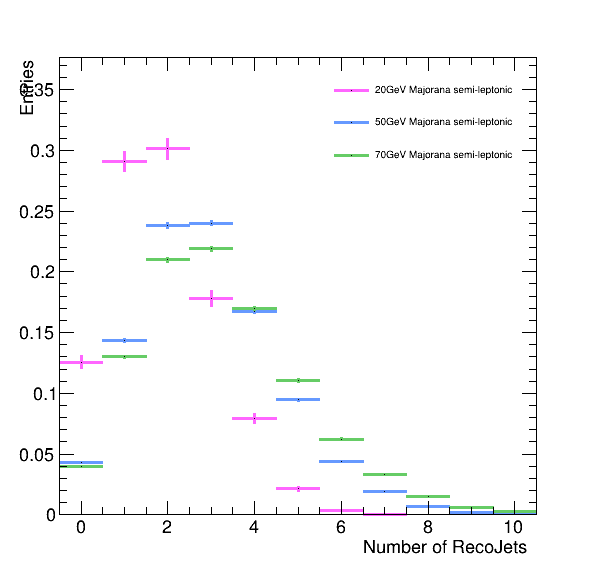 Entries
0.35
20GeV Majorana semi-leptonic
50GeV Majorana semi-leptonic
70GeV Majorana semi-leptonic
0.3
0.25
0.2
0.15
0.1
0.05
0
0 2 4 6 8 10
Number of RecoJets